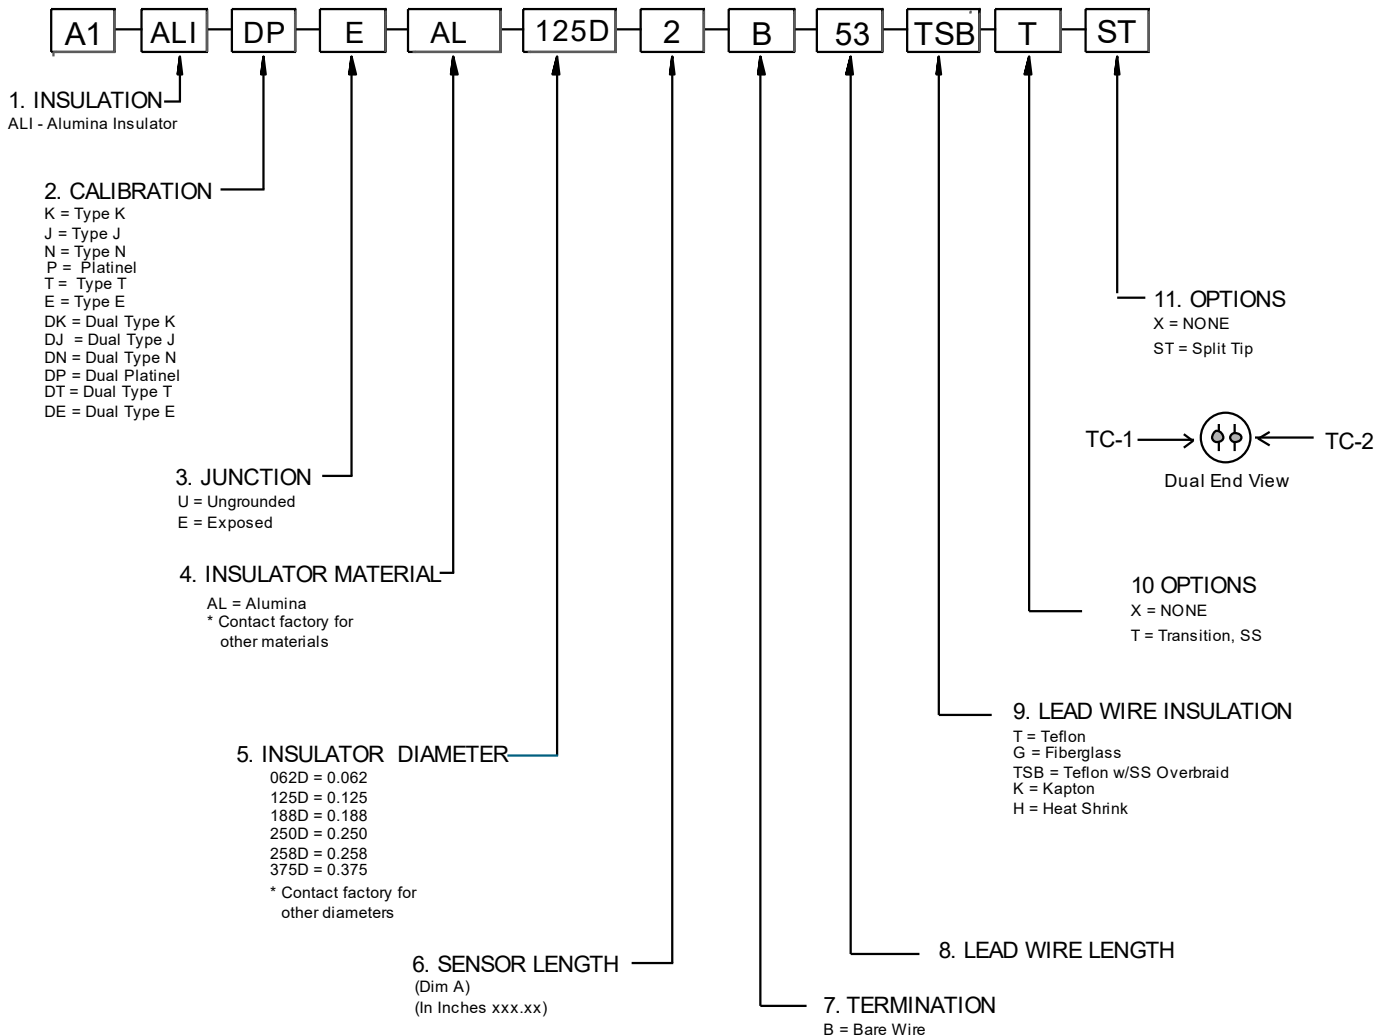 A1 ALI DP E AL 125D 2 B 53 TSB T ST
1. INSULATION
ALI - Alumina Insulator
2. CALIBRATION
K = Type K
J = Type J
N = Type N
P = Platinel
T = Type T
E = Type E
DK = Dual Type K
DJ = Dual Type J
DN = Dual Type N
DP = Dual Platinel
DT = Dual Type T
DE = Dual Type E
3. JUNCTION
U = Ungrounded
E = Exposed
4. INSULATOR MATERIAL
AL = Alumina
* Contact factory for
other materials
5. INSULATOR DIAMETER
062D = 0.062
125D = 0.125
188D = 0.188
250D = 0.250
258D = 0.258
375D = 0.375
* Contact factory for
other diameters
6. SENSOR LENGTH
(Dim A)
(In Inches xxx.xx)
7. TERMINATION
B = Bare Wire
8. LEAD WIRE LENGTH
9. LEAD WIRE INSULATION
T = Teflon
G = Fiberglass
TSB = Teflon w/SS Overbraid
K = Kapton
H = Heat Shrink
10 OPTIONS
X = NONE
T = Transition, SS
11. OPTIONS
X = NONE
ST = Split Tip
TC-1 TC-2
Dual End View